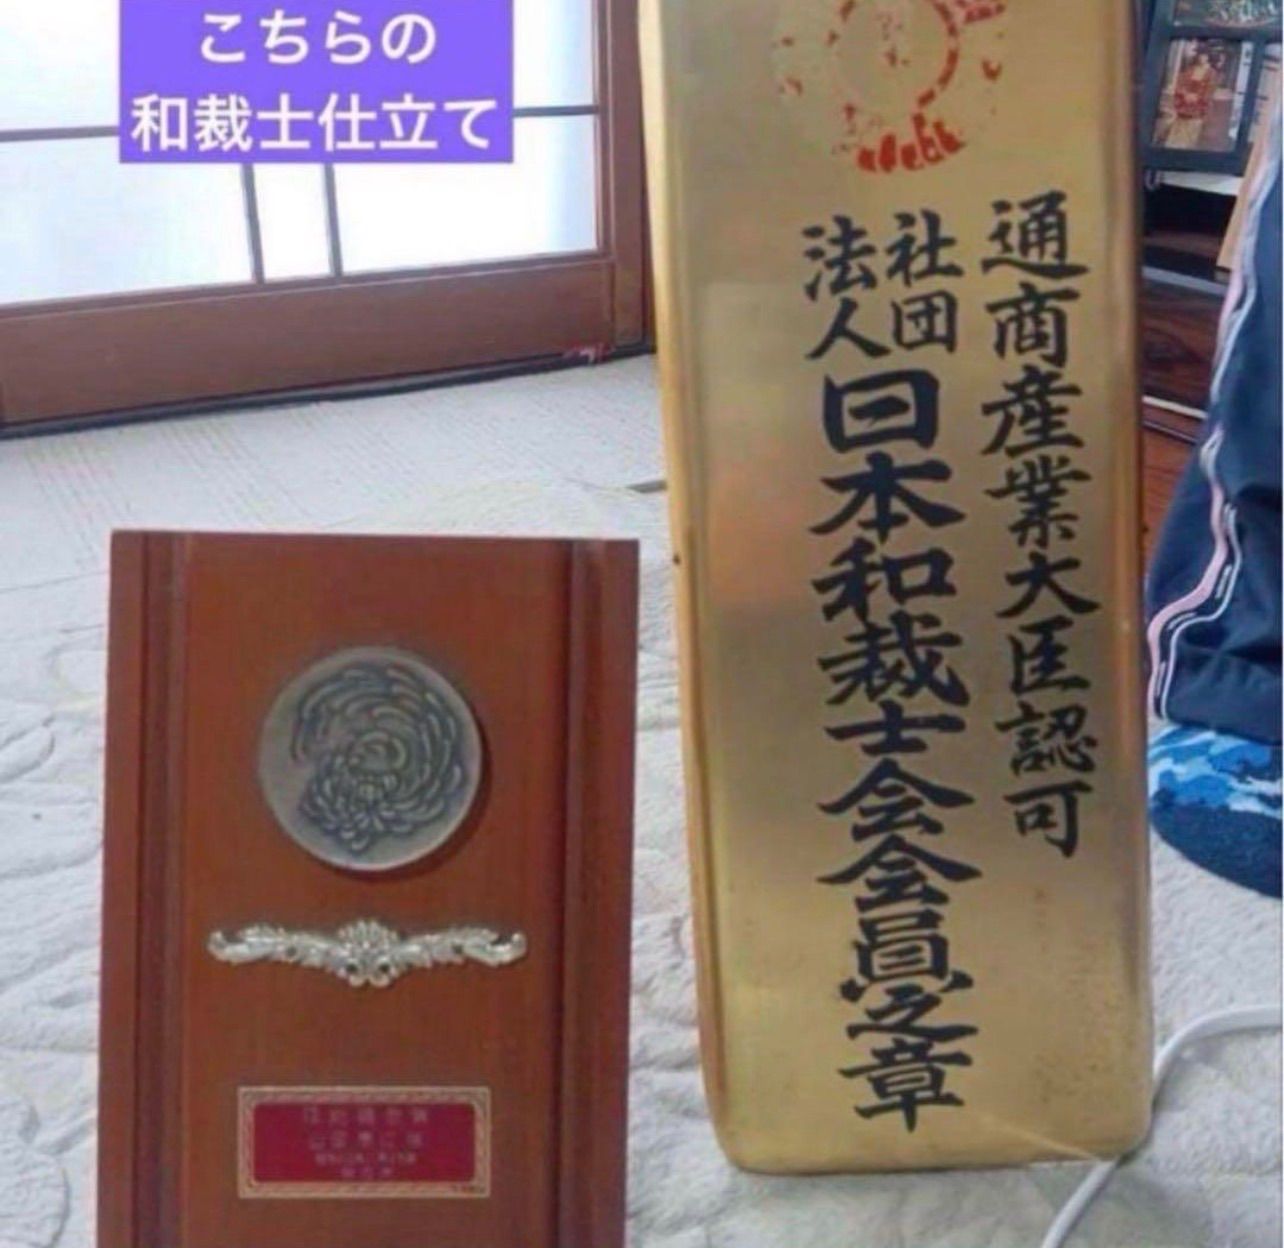 こちらの
和裁士仕立て
通商産業大臣認可
社団
法人
日本和裁士会会員之章